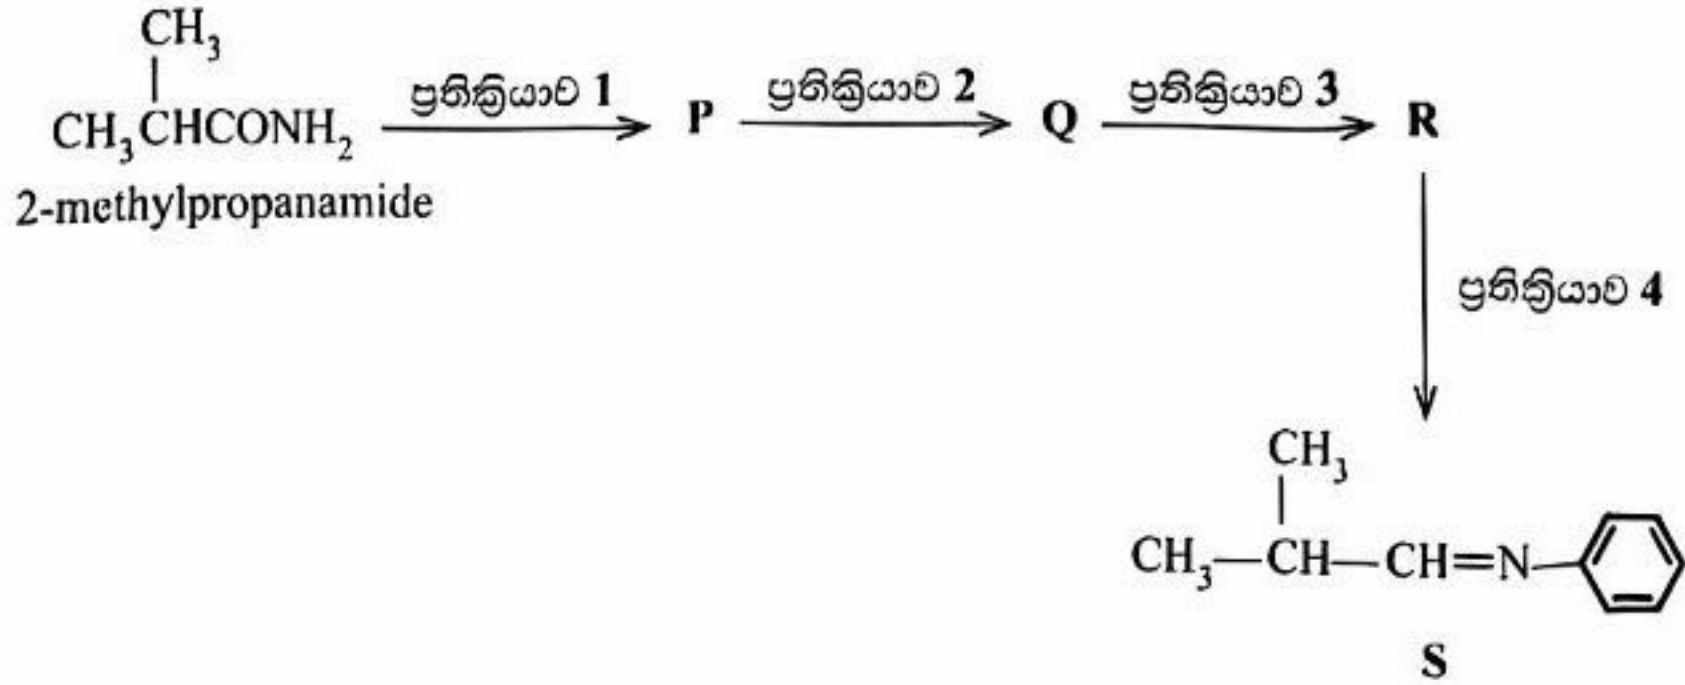 CH₃
CH₃CHCONH₂
2-methylpropanamide
ප්‍රතික්‍රියාව 1
P
ප්‍රතික්‍රියාව 2
Q
ප්‍රතික්‍රියාව 3
R
ප්‍රතික්‍රියාව 4
CH₃
CH₃—CH—CH=N
S